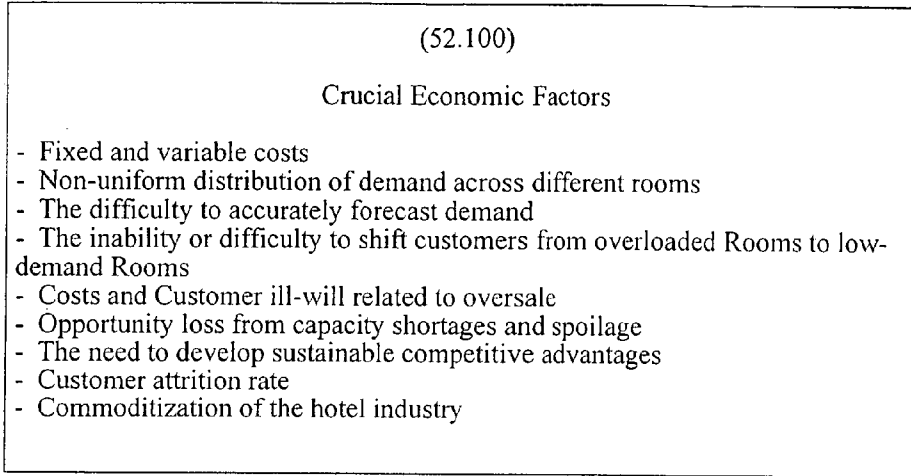 (52.100)
Crucial Economic Factors
- Fixed and variable costs
- Non-uniform distribution of demand across different rooms
- The difficulty to accurately forecast demand
- The inability or difficulty to shift customers from overloaded Rooms to low-
demand Rooms
- Costs and Customer ill-will related to oversale
- Opportunity loss from capacity shortages and spoilage
- The need to develop sustainable competitive advantages
- Customer attrition rate
- Commoditization of the hotel industry